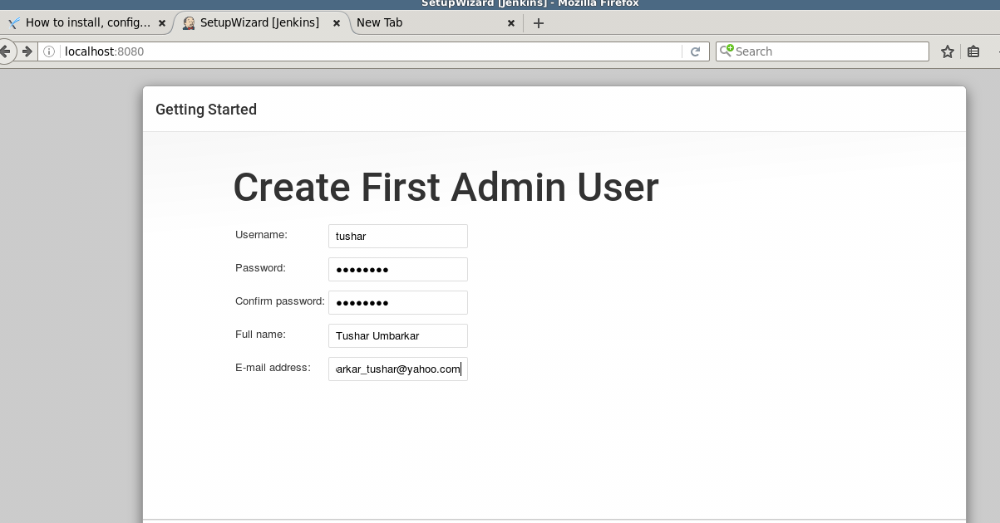 SetupWizard [Jenkins] - Mozilla Firefox
How to install, config... × SetupWizard [Jenkins] × New Tab × +
localhost:8080 Search
Getting Started
Create First Admin User
Username: tushar
Password: ●●●●●●●●
Confirm password: ●●●●●●●●
Full name: Tushar Umbarkar
E-mail address: arkar_tushar@yahoo.com